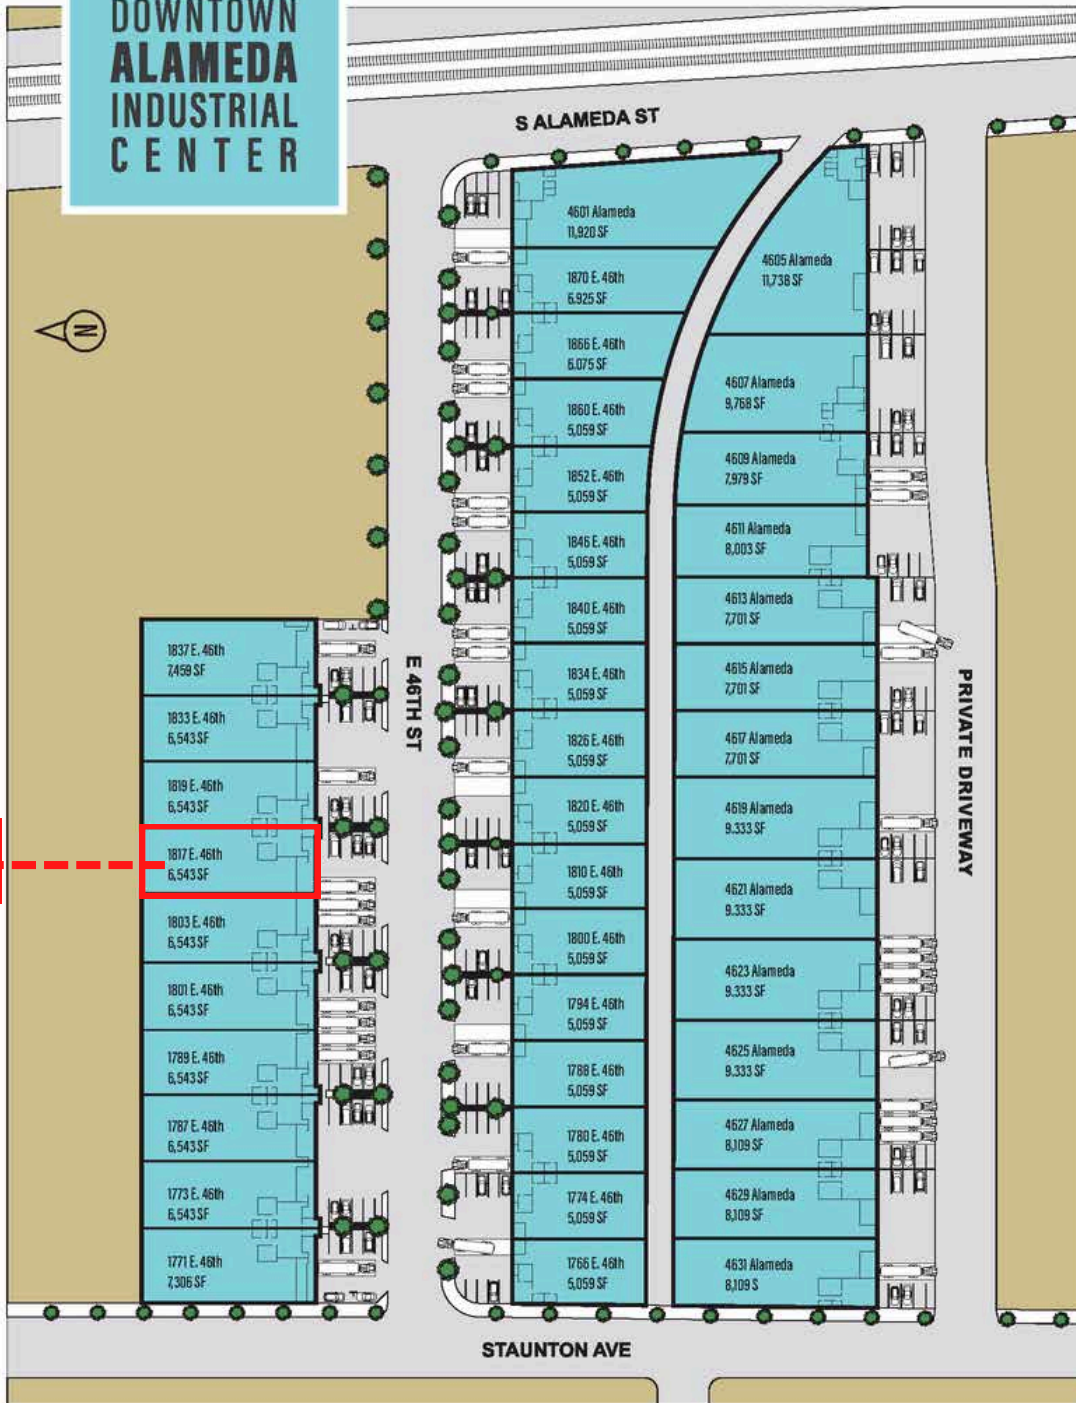 DOWNTOWN
ALAMEDA
INDUSTRIAL
CENTER
S ALAMEDA ST
N
4601 Alameda
11,920 SF
1870 E. 46th
6.925 SF
1866 E. 46th
6.075 SF
1860 E. 46th
5,059 SF
1852 E. 46th
5,059 SF
1846 E. 46th
5,059 SF
1840 E. 46th
5,059 SF
1834 E. 46th
5,059 SF
1826 E. 46th
5,059 SF
1820 E. 46th
5,059 SF
1810 E. 46th
5,059 SF
1800 E. 46th
5,059 SF
1794 E. 46th
5,059 SF
1788 E. 46th
5,059 SF
1780 E. 46th
5,059 SF
1774 E. 46th
5,059 SF
1766 E. 46th
5,059 SF
4605 Alameda
11,738 SF
4607 Alameda
9,768 SF
4609 Alameda
7,979 SF
4611 Alameda
8,003 SF
4613 Alameda
7,701 SF
4615 Alameda
7,701 SF
4617 Alameda
7,701 SF
4619 Alameda
9.333 SF
4621 Alameda
9.333 SF
4623 Alameda
9.333 SF
4625 Alameda
9.333 SF
4627 Alameda
8,109 SF
4629 Alameda
8,109 SF
4631 Alameda
8,109 S
1837 E. 46th
7,459 SF
1833 E. 46th
6,543 SF
1819 E. 46th
6,543 SF
1817 E. 46th
6,543 SF
1803 E. 46th
6,543 SF
1801 E. 46th
6,543 SF
1789 E. 46th
6,543 SF
1787 E. 46th
6,543 SF
1773 E. 46th
6,543 SF
1771 E. 46th
7,306 SF
E 46TH ST
PRIVATE DRIVEWAY
STAUNTON AVE